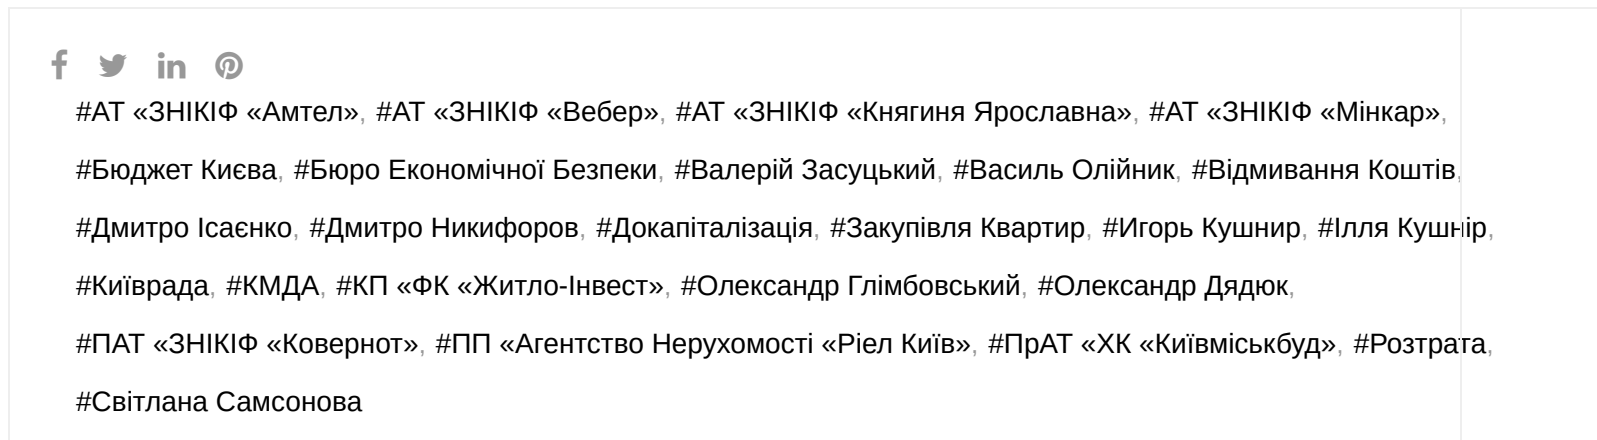 #АТ «ЗНІКІФ «Амтел», #АТ «ЗНІКІФ «Вебер», #АТ «ЗНІКІФ «Княгиня Ярославна», #АТ «ЗНІКІФ «Мінкар»,
#Бюджет Києва, #Бюро Економічної Безпеки, #Валерій Засуцький, #Василь Олійник, #Відмивання Коштів,
#Дмитро Ісаєнко, #Дмитро Никифоров, #Докапіталізація, #Закупівля Квартир, #Игорь Кушнир, #Ілля Кушнір,
#Київрада, #КМДА, #КП «ФК «Житло-Інвест», #Олександр Глімбовський, #Олександр Дядюк,
#ПАТ «ЗНІКІФ «Ковернот», #ПП «Агентство Нерухомості «Ріел Київ», #ПрАТ «ХК «Київміськбуд», #Розтрата,
#Світлана Самсонова